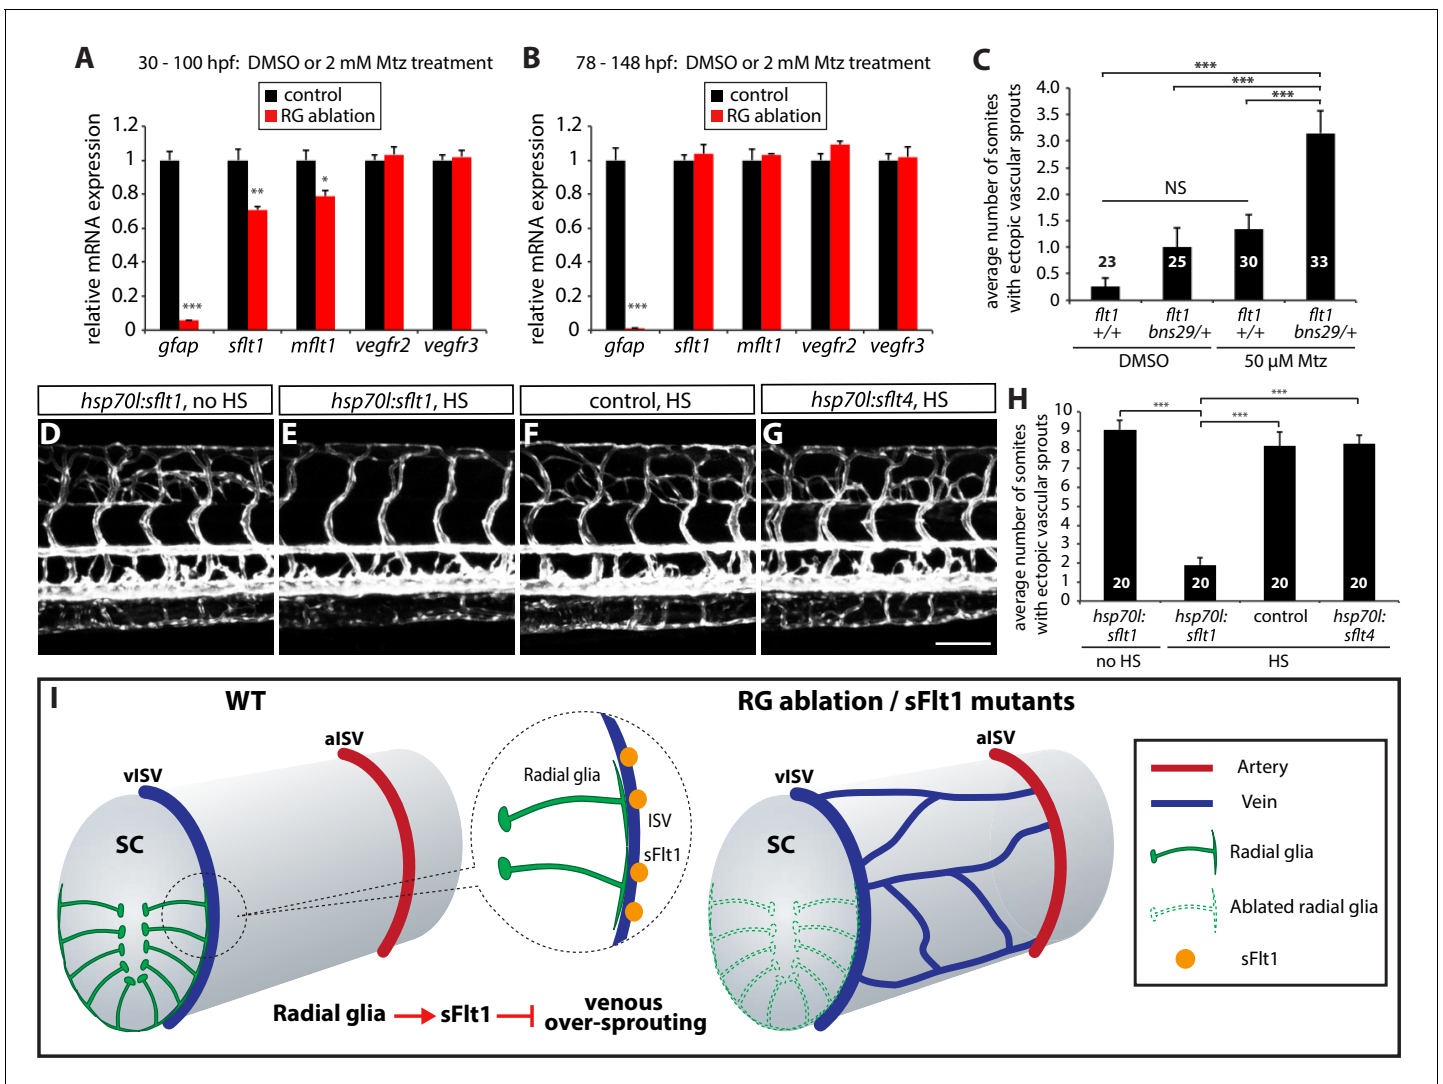 A
30 - 100 hpf: DMSO or 2 mM Mtz treatment
control
RG ablation
relative mRNA expression
1.2
1
0.8
0.6
0.4
0.2
0
***
**
*
gfap
sflt1
mflt1
vegfr2
vegfr3
B
78 - 148 hpf: DMSO or 2 mM Mtz treatment
control
RG ablation
relative mRNA expression
1.2
1
0.8
0.6
0.4
0.2
0
***
gfap
sflt1
mflt1
vegfr2
vegfr3
C
average number of somites
with ectopic vascular sprouts
4.0
3.5
3.0
2.5
2.0
1.5
1.0
0.5
0
***
***
***
NS
23
25
30
33
flt1
+/+
flt1
bns29/+
flt1
+/+
flt1
bns29/+
DMSO
50 µM Mtz
hsp70l:sflt1, no HS
D
hsp70l:sflt1, HS
E
control, HS
F
hsp70l:sflt4, HS
G
H
average number of somites
with ectopic vascular sprouts
10
9
8
7
6
5
4
3
2
1
0
***
***
***
20
20
20
20
hsp70l:
sflt1
hsp70l:
sflt1
control
hsp70l:
sflt4
no HS
HS
I
WT
vISV
aISV
SC
Radial glia
ISV
sFlt1
Radial glia
sFlt1
venous
over-sprouting
RG ablation / sFlt1 mutants
vISV
aISV
SC
Artery
Vein
Radial glia
Ablated radial glia
sFlt1